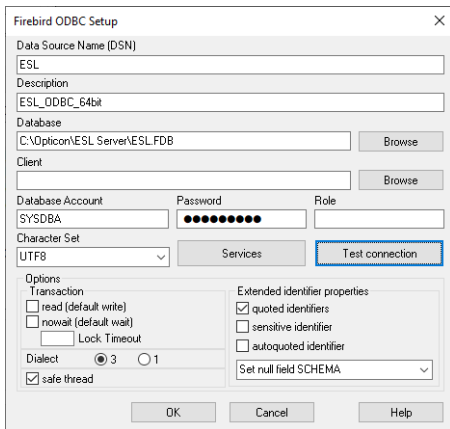 Firebird ODBC Setup
Data Source Name (DSN)
ESL
Description
ESL_ODBC_64bit
Database
C:\Opticon\ESL Server\ESL.FDB
Browse
Client
Browse
Database Account Password Role
SYSDBA
Character Set
UTF8
Services
Test connection
Options
Transaction
read (default write)
nowait (default wait)
Lock Timeout
Dialect 3 1
safe thread
Extended identifier properties
quoted identifiers
sensitive identifier
autoquoted identifier
Set null field SCHEMA
OK Cancel Help